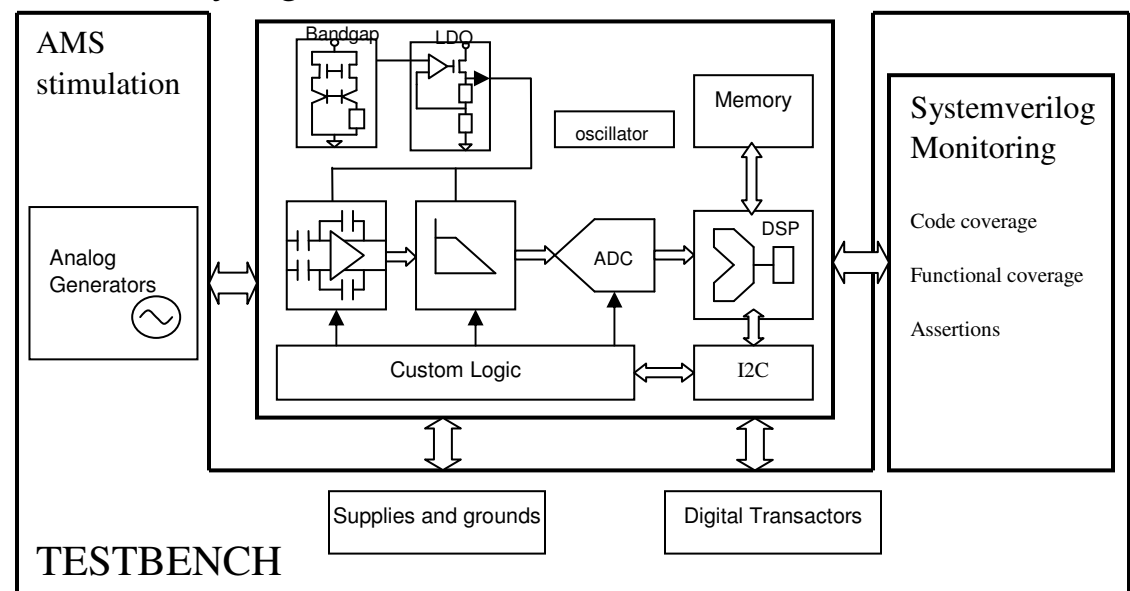 AMS
stimulation
Analog
Generators
Bandgap
LDO
oscillator
Memory
ADC
DSP
Custom Logic
I2C
Systemverilog
Monitoring
Code coverage
Functional coverage
Assertions
Supplies and grounds
Digital Transactors
TESTBENCH